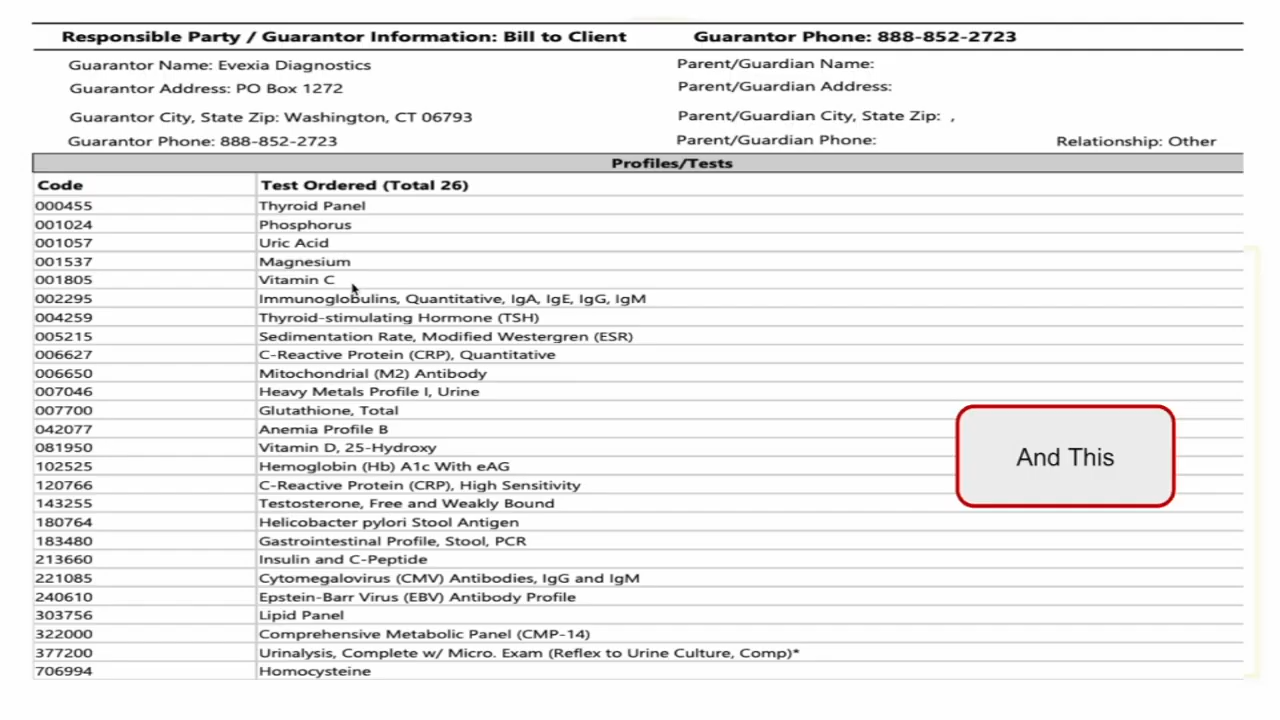 Responsible Party / Guarantor Information: Bill to Client Guarantor Phone: 888-852-2723
Guarantor Name: Evexia Diagnostics Parent/Guardian Name:
Guarantor Address: PO Box 1272 Parent/Guardian Address:
Guarantor City, State Zip: Washington, CT 06793 Parent/Guardian City, State Zip: ,
Guarantor Phone: 888-852-2723 Parent/Guardian Phone: Relationship: Other
Profiles/Tests
Code Test Ordered (Total 26)
000455 Thyroid Panel
001024 Phosphorus
001057 Uric Acid
001537 Magnesium
001805 Vitamin C
002295 Immunoglobulins, Quantitative, IgA, IgE, IgG, IgM
004259 Thyroid-stimulating Hormone (TSH)
005215 Sedimentation Rate, Modified Westergren (ESR)
006627 C-Reactive Protein (CRP), Quantitative
006650 Mitochondrial (M2) Antibody
007046 Heavy Metals Profile I, Urine
007700 Glutathione, Total
042077 Anemia Profile B
081950 Vitamin D, 25-Hydroxy
102525 Hemoglobin (Hb) A1c With eAG
120766 C-Reactive Protein (CRP), High Sensitivity
143255 Testosterone, Free and Weakly Bound
180764 Helicobacter pylori Stool Antigen
183480 Gastrointestinal Profile, Stool, PCR
213660 Insulin and C-Peptide
221085 Cytomegalovirus (CMV) Antibodies, IgG and IgM
240610 Epstein-Barr Virus (EBV) Antibody Profile
303756 Lipid Panel
322000 Comprehensive Metabolic Panel (CMP-14)
377200 Urinalysis, Complete w/ Micro. Exam (Reflex to Urine Culture, Comp)*
706994 Homocysteine
And This